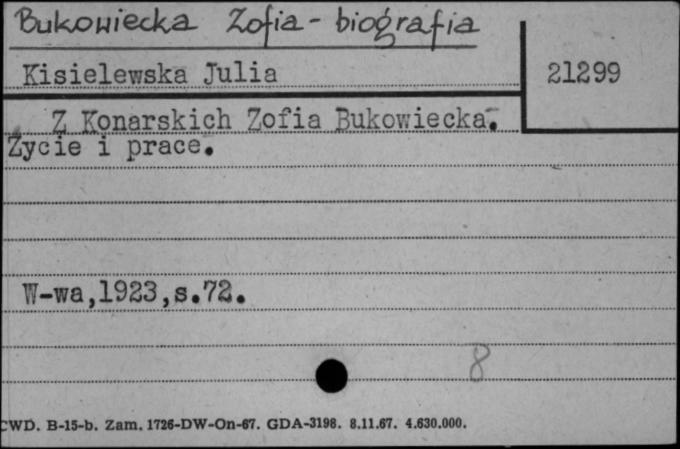 Bukowiecka Zofia - biografia
Kisielewska Julia
21299
Z Konarskich Zofia Bukowiecka.
Życie i prace.
W-wa,1923,s.72.
8
CWD. B-15-b. Zam. 1726-DW-On-67. GDA-3198. 8.11.67. 4.630.000.